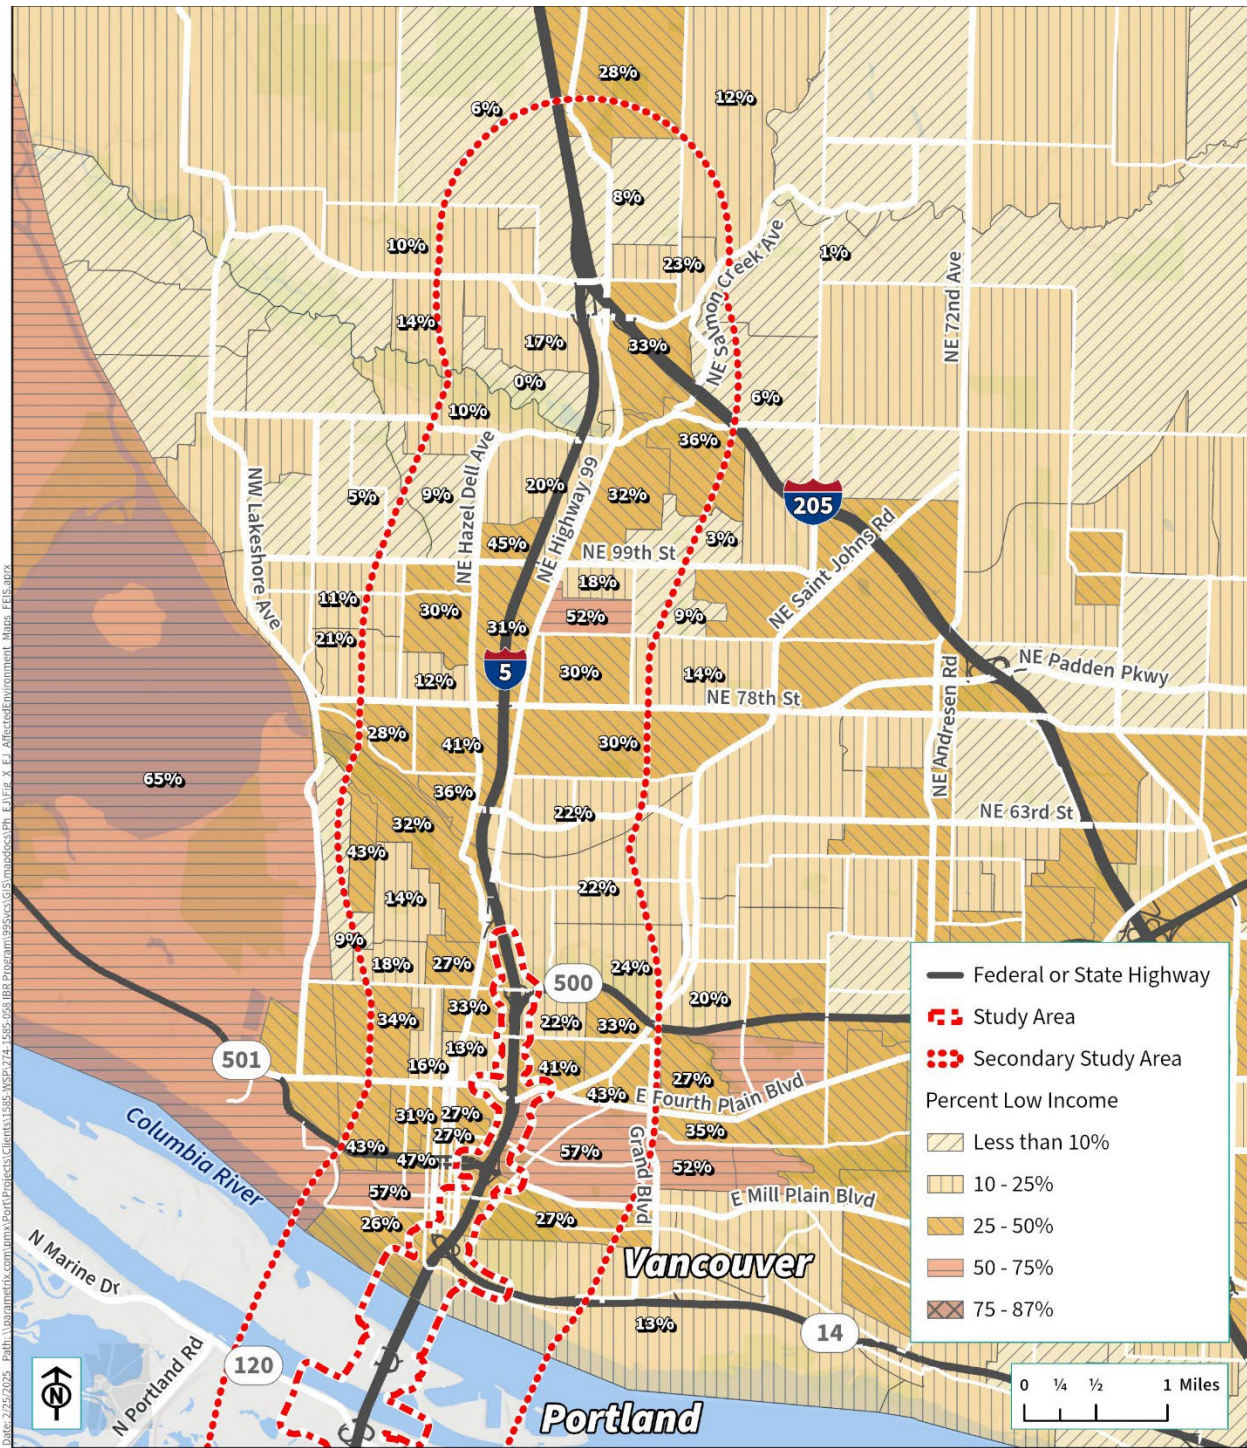 28%
12%
6%
8%
10%
23%
1%
NE Salmon Creek Ave
NE 72nd Ave
14%
17%
33%
0%
6%
10%
36%
NW Lakeshore Ave
5%
9%
NE Hazel Dell Ave
20%
NE Highway 99
32%
205
45%
NE 99th St
3%
NE Saint Johns Rd
18%
11%
30%
52%
9%
31%
21%
5
12%
30%
14%
NE Padden Pkwy
NE 78th St
NE Andresen Rd
28%
41%
30%
65%
36%
32%
22%
NE 63rd St
43%
14%
22%
9%
18%
27%
24%
500
20%
33%
34%
22%
33%
13%
16%
501
41%
27%
43%
E Fourth Plain Blvd
31%
27%
27%
35%
43%
47%
57%
52%
Grand Blvd
57%
E Mill Plain Blvd
26%
27%
Columbia River
Vancouver
N Marine Dr
13%
14
120
N Portland Rd
Portland
N
Federal or State Highway
Study Area
Secondary Study Area
Percent Low Income
Less than 10%
10 - 25%
25 - 50%
50 - 75%
75 - 87%
0 ¼ ½ 1 Miles